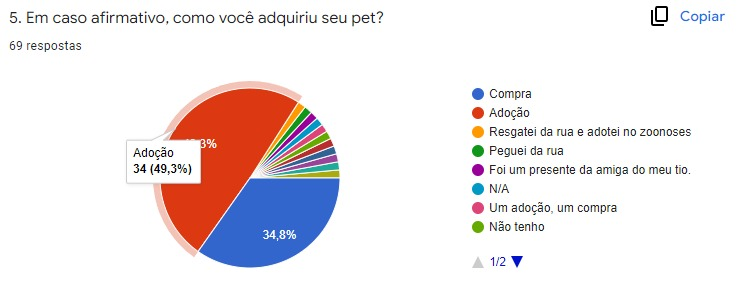 5. Em caso afirmativo, como você adquiriu seu pet?
Copiar
69 respostas
Compra
Adoção
Resgatei da rua e adotei no zoonoses
Peguei da rua
Foi um presente da amiga do meu tio.
N/A
Um adoção, um compra
Não tenho
1/2
Adoção
34 (49,3%)
3%
34,8%